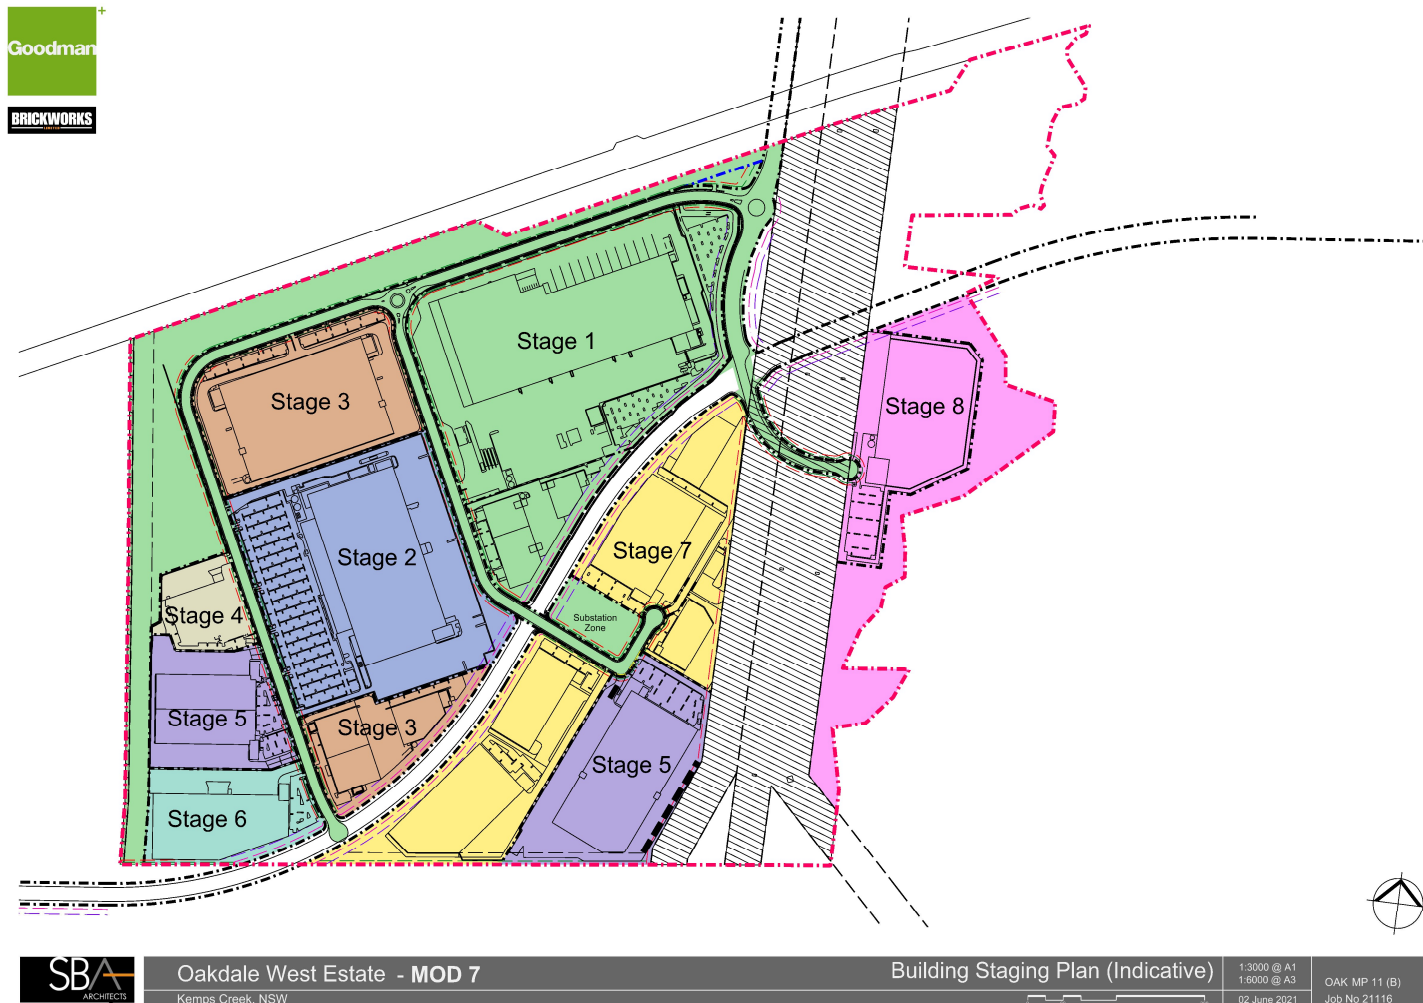 Goodman
BRICKWORKS
LIMITED
Stage 1
Stage 3
Stage 8
Stage 2
Stage 7
Stage 4
Substation
Zone
Stage 5
Stage 3
Stage 5
Stage 6
SBA
ARCHITECTS
Oakdale West Estate - MOD 7
Kemps Creek, NSW
Building Staging Plan (Indicative)
1:3000 @ A1
1:6000 @ A3
02 June 2021
OAK MP 11 (B)
Job No 21116